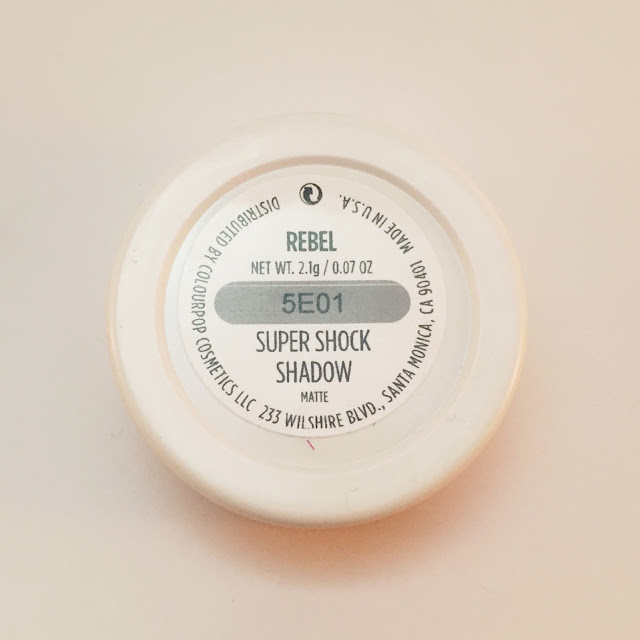 REBEL
NET WT. 2.1g / 0.07 OZ
5E01
SUPER SHOCK
SHADOW
MATTE
DISTRIBUTED BY COLOURPOP COSMETICS LLC 233 WILSHIRE BLVD., SANTA MONICA, CA 90401 MADE IN U.S.A.